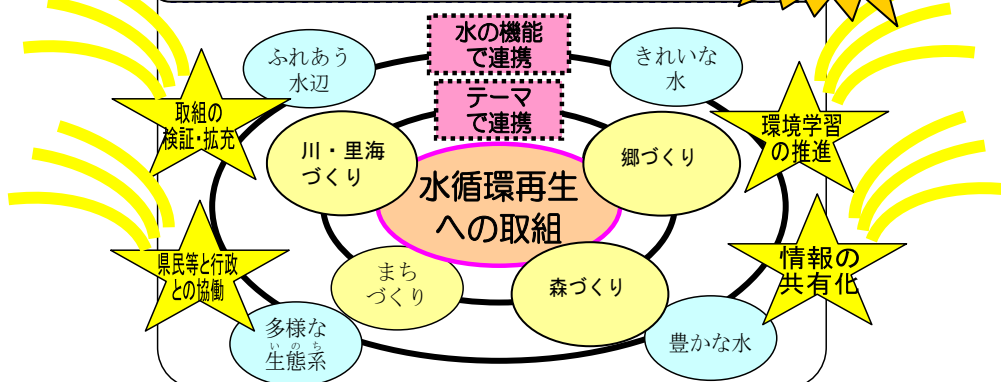 水の機能
で連携
ふれあう
水辺
きれいな
水
テーマ
で連携
取組の
検証・拡充
環境学習
の推進
川・里海
づくり
郷づくり
水循環再生
への取組
県民等と行政
との協働
情報の
共有化
まち
づくり
森づくり
多様な
いのち
生態系
豊かな水